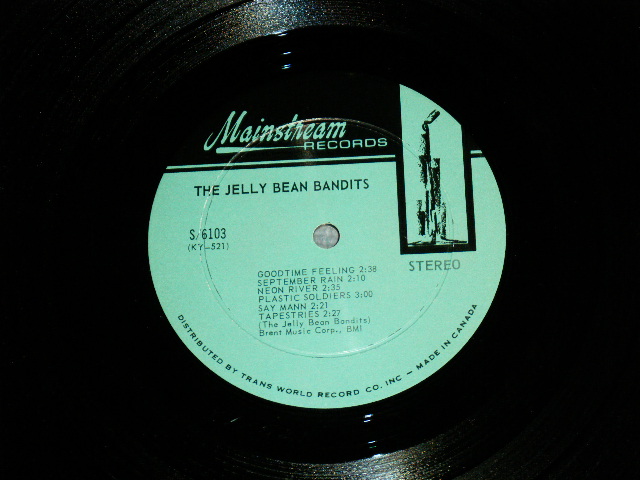 Mainstream
RECORDS
THE JELLY BEAN BANDITS
S/6103
(KY-521)
STEREO
GOODTIME FEELING 2:38
SEPTEMBER RAIN 2:10
NEON RIVER 2:35
PLASTIC SOLDIERS 3:00
SAY MANN 2:21
TAPESTRIES 2:27
(The Jelly Bean Bandits)
Brent Music Corp., BMI
DISTRIBUTED BY TRANS WORLD RECORD CO. INC — MADE IN CANADA